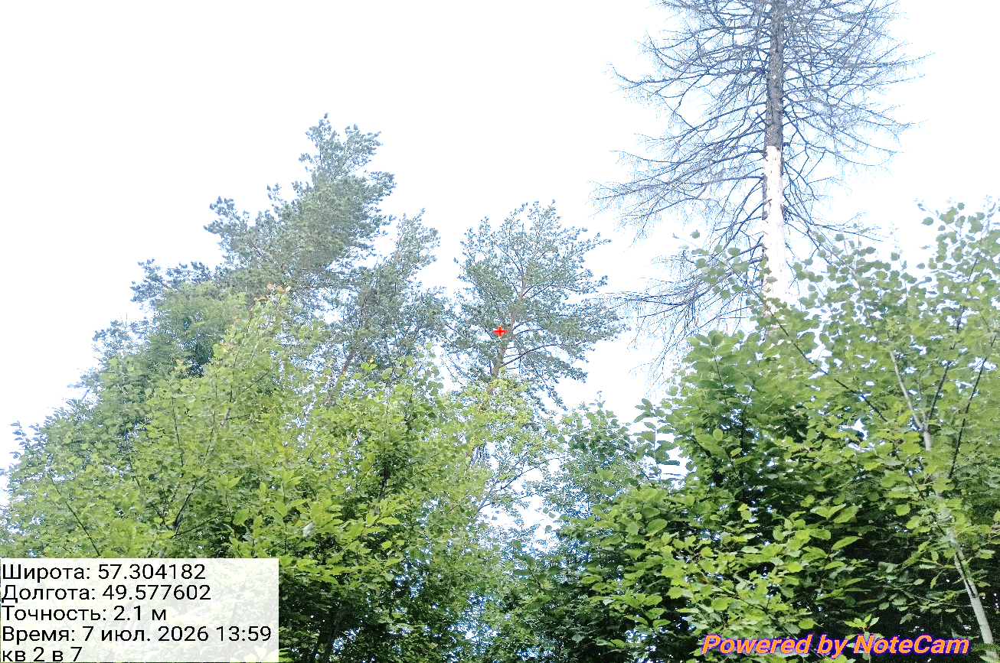 Широта: 57.304182
Долгота: 49.577602
Точность: 2.1 м
Время: 7 июл. 2026 13:59
кв 2 в 7
Powered by NoteCam